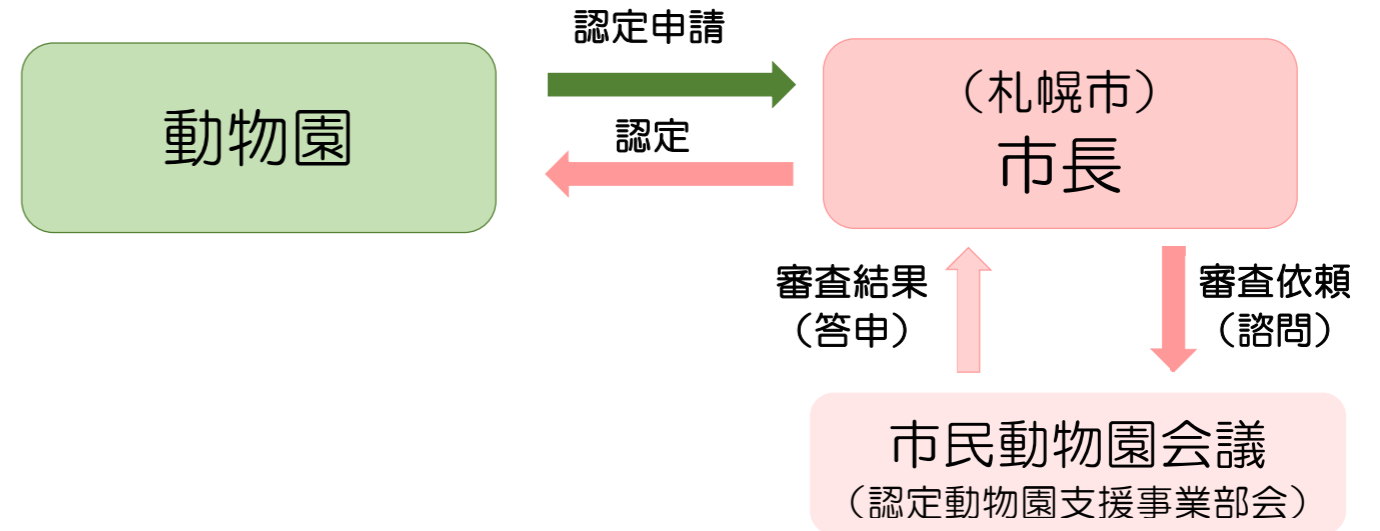 認定申請
動物園
（札幌市）
市長
認定
審査結果
（答申）
審査依頼
（諮問）
市民動物園会議
（認定動物園支援事業部会）